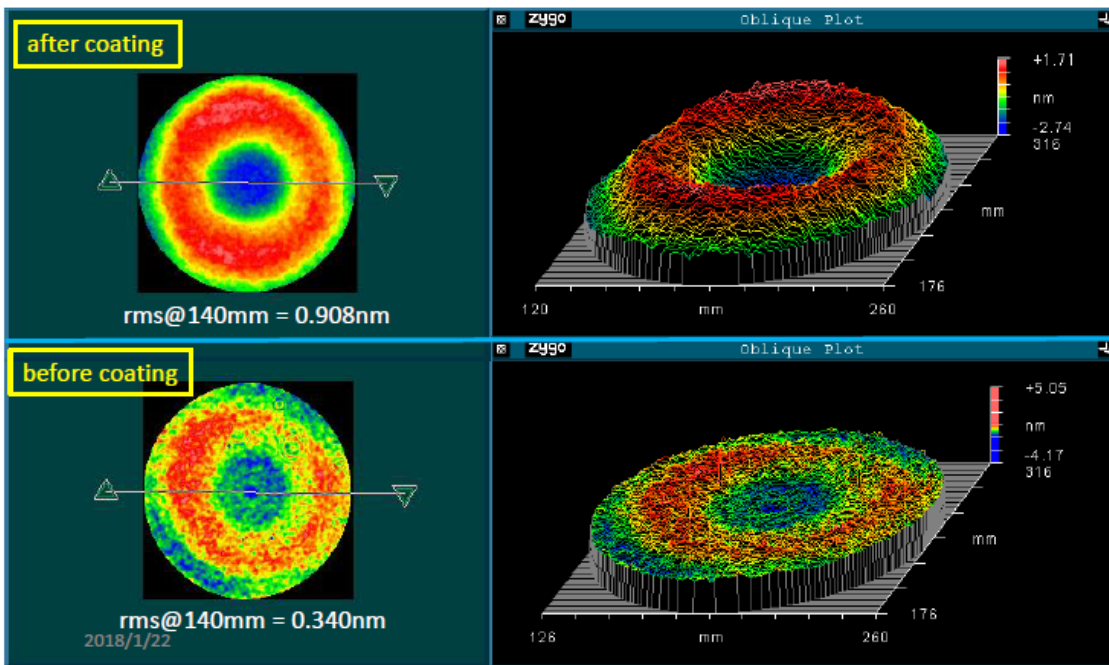 after coating
rms@140mm = 0.908nm
zygo
Oblique Plot
+1.71
nm
-2.74
316
mm
176
120
mm
260
before coating
rms@140mm = 0.340nm
2018/1/22
zygo
Oblique Plot
+5.05
nm
-4.17
316
mm
176
126
mm
260